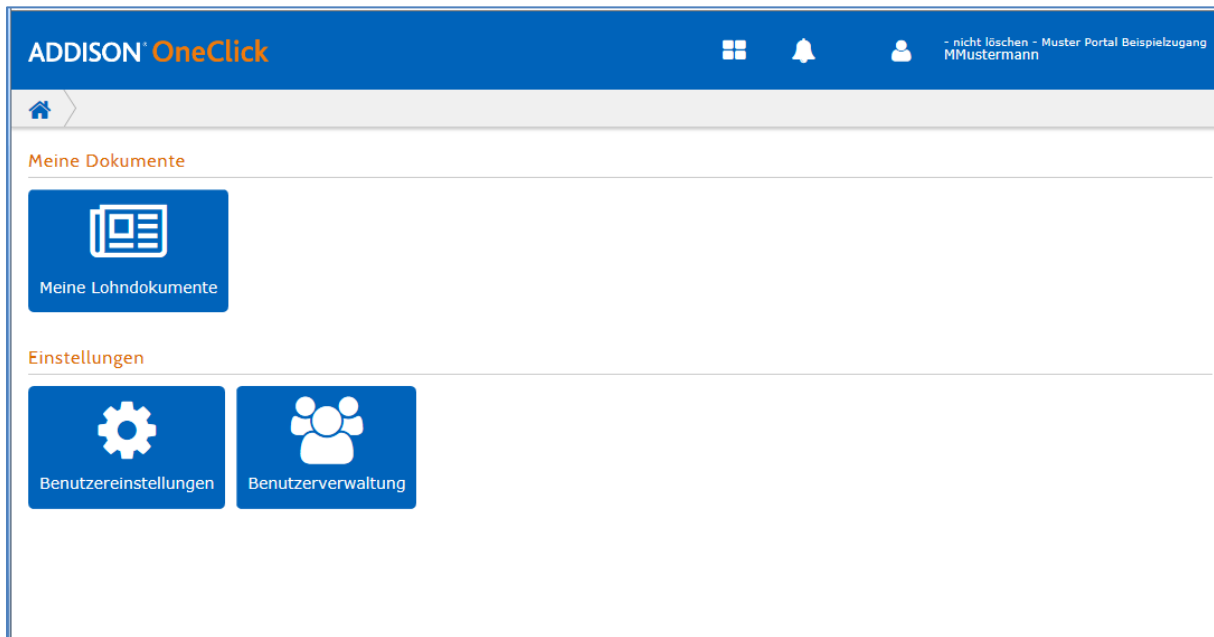 ADDISON OneClick
- nicht löschen - Muster Portal Beispielzugang
MMustermann
Meine Dokumente
Meine Lohndokumente
Einstellungen
Benutzereinstellungen
Benutzerverwaltung